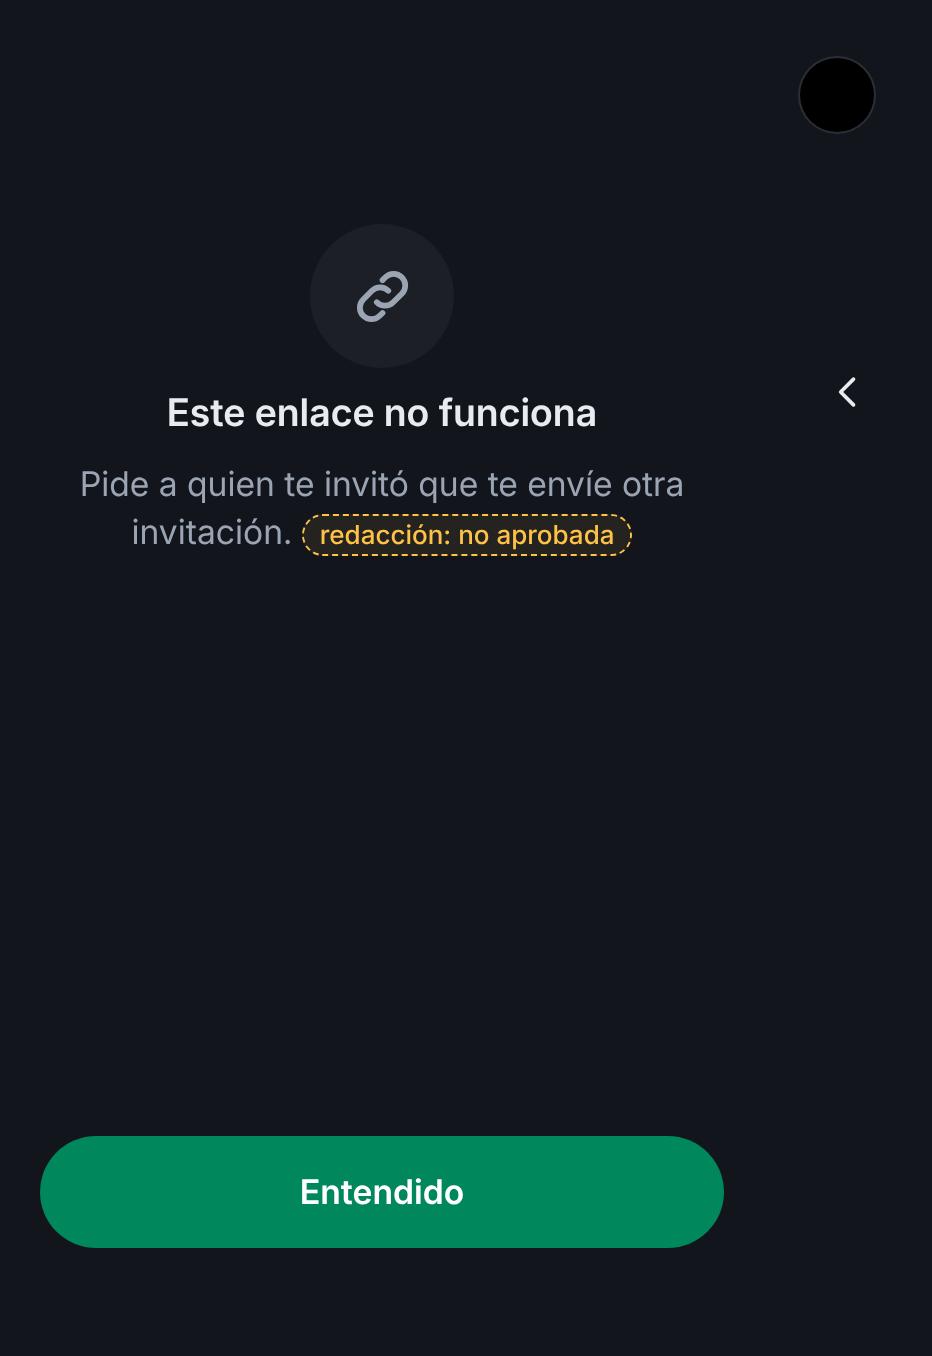 Este enlace no funciona
Pide a quien te invitó que te envíe otra
invitación. redacción: no aprobada
Entendido